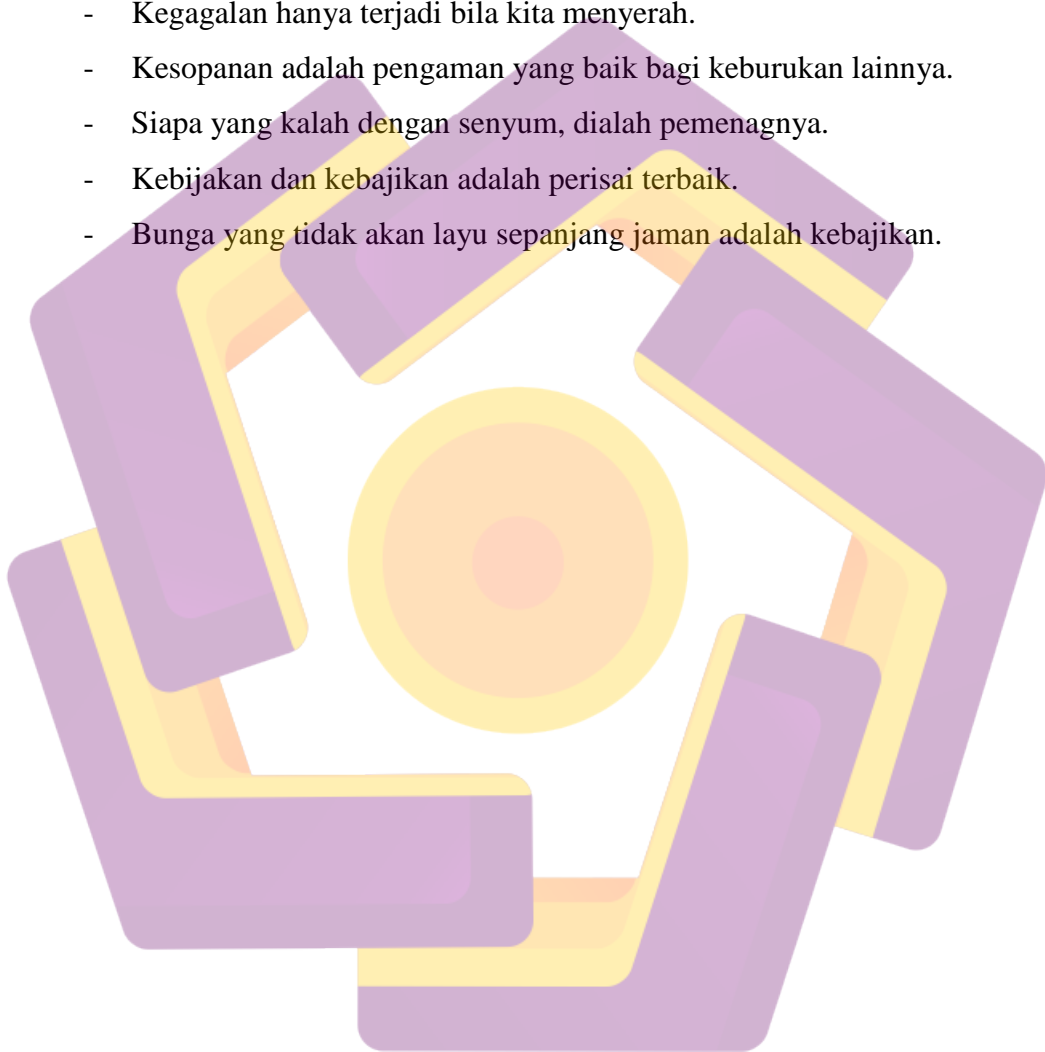 - Kegagalan hanya terjadi bila kita menyerah.
- Kesopanan adalah pengaman yang baik bagi keburukan lainnya.
- Siapa yang kalah dengan senyum, dialah pemenagnya.
- Kebijakan dan kebajikan adalah perisai terbaik.
- Bunga yang tidak akan layu sepanjang jaman adalah kebajikan.